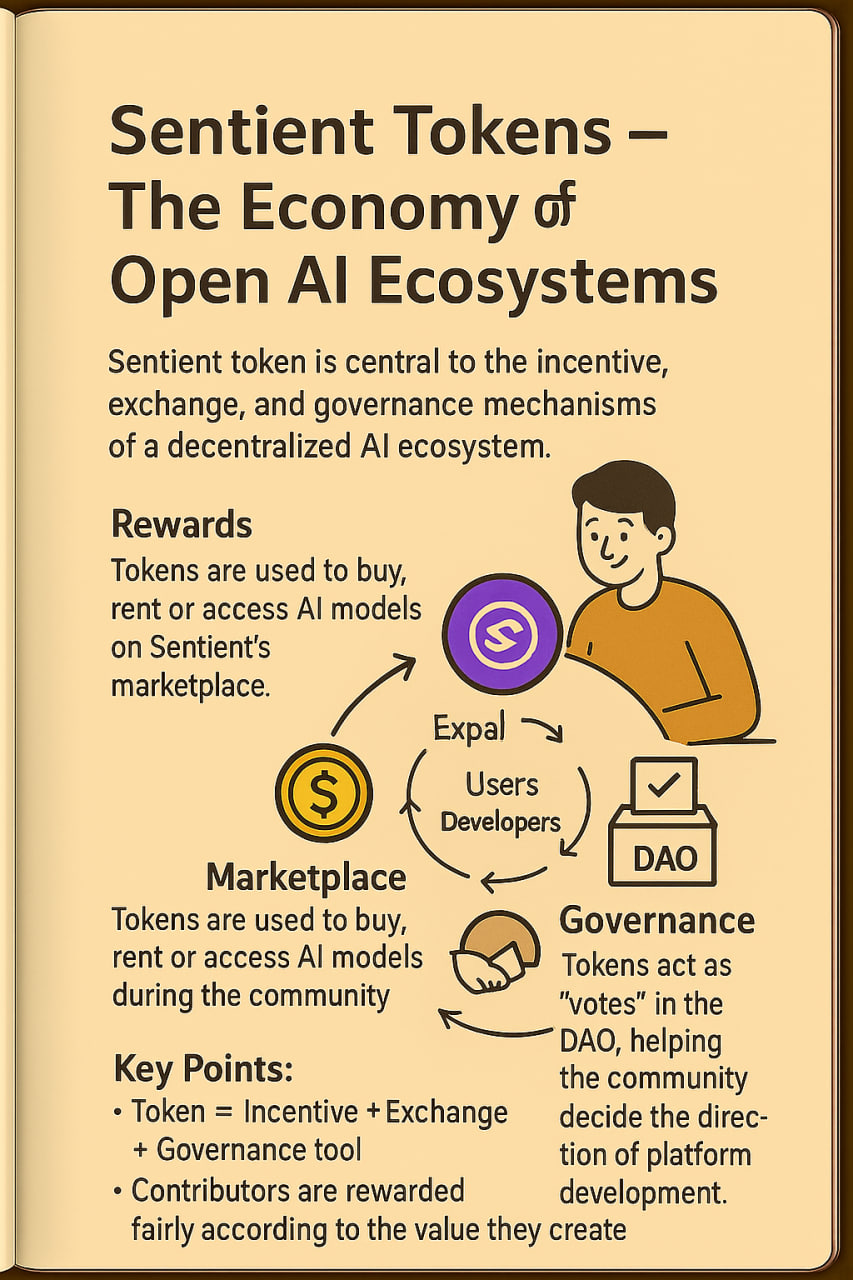 Sentient Tokens –
The Economy of
Open AI Ecosystems
Sentient token is central to the incentive,
exchange, and governance mechanisms
of a decentralized AI ecosystem.
Rewards
Tokens are used to buy,
rent or access AI models
on Sentient's
marketplace.
S
Expal
$
Users
Developers
DAO
Marketplace
Tokens are used to buy,
rent or access AI models
during the community
Governance
Tokens act as
"votes" in the
DAO, helping
the community
decide the direc-
tion of platform
development.
Key Points:
• Token = Incentive + Exchange
+ Governance tool
• Contributors are rewarded
fairly according to the value they create